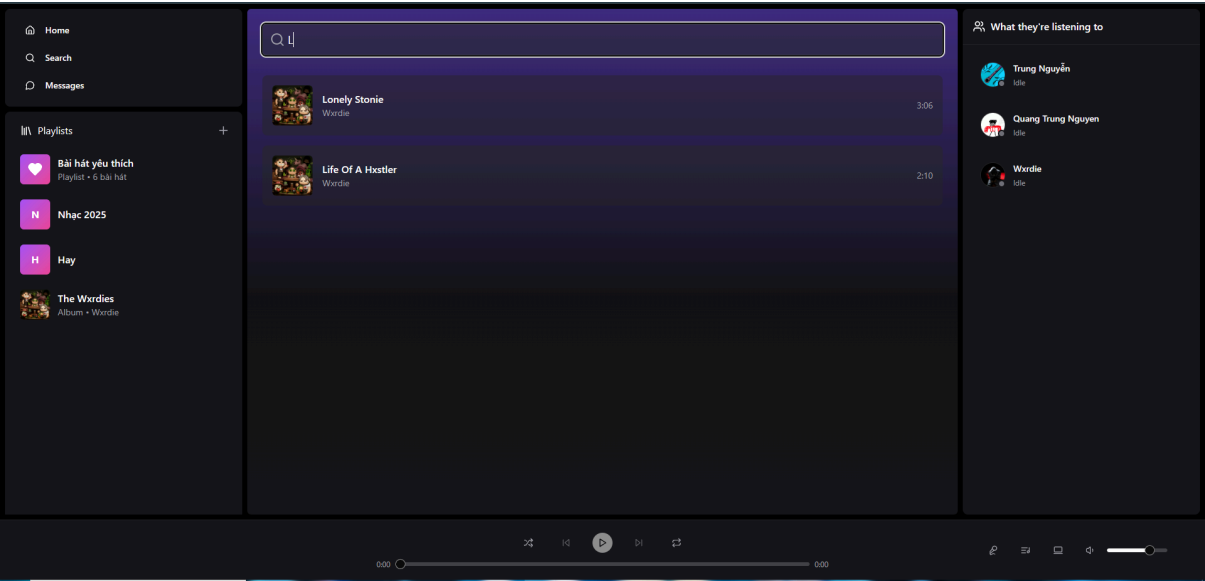 Home
Search
Messages
Playlists
Bài hát yêu thích
Playlist • 6 bài hát
N
Nhạc 2025
H
Hay
The Wxrdies
Album • Wxrdie
L
Lonely Stonie
Wxrdie
3:06
Life Of A Hxstler
Wxrdie
2:10
What they're listening to
Trung Nguyễn
Idle
Quang Trung Nguyen
Idle
Wxrdie
Idle
0:00
0:00